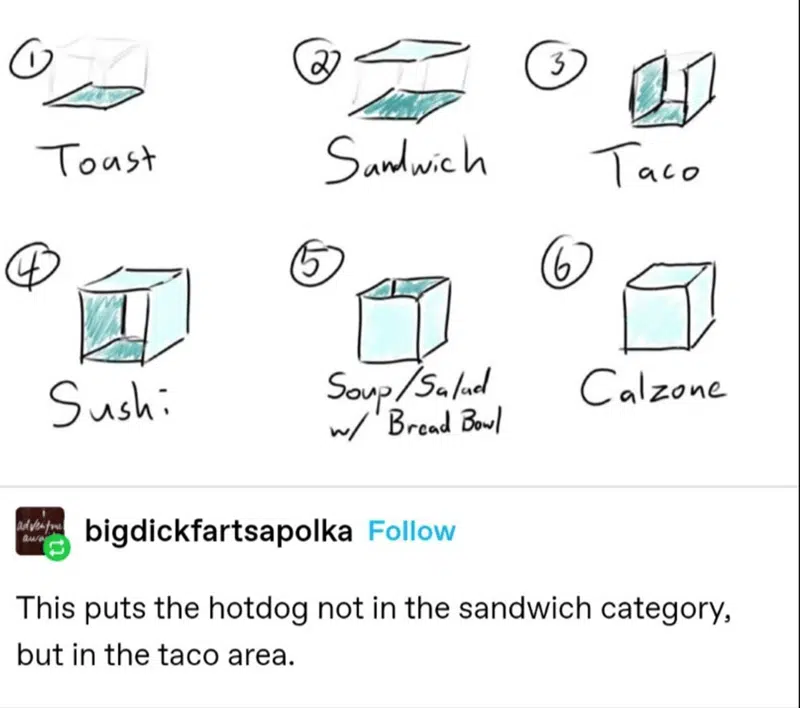 ① ② ③
Toast Sandwich Taco
④ ⑤ ⑥
Sushi Soup/Salad Calzone
w/ Bread Bowl
bigdickfartsapolka Follow
This puts the hotdog not in the sandwich category,
but in the taco area.